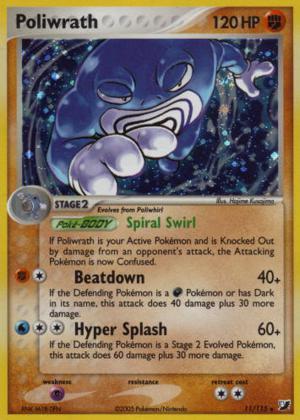 Poliwrath 120 HP
Illus. Hajime Kusajima
STAGE 2
Evolves from Poliwhirl
Poké-BODY Spiral Swirl
If Poliwrath is your Active Pokémon and is Knocked Out
by damage from an opponent's attack, the Attacking
Pokémon is now Confused.
Beatdown 40+
If the Defending Pokémon is a Pokémon or has Dark
in its name, this attack does 40 damage plus 30 more
damage.
Hyper Splash 60+
If the Defending Pokémon is a Stage 2 Evolved Pokémon,
this attack does 60 damage plus 30 more damage.
weakness resistance retreat cost
©2005 Pokémon/Nintendo 11/115